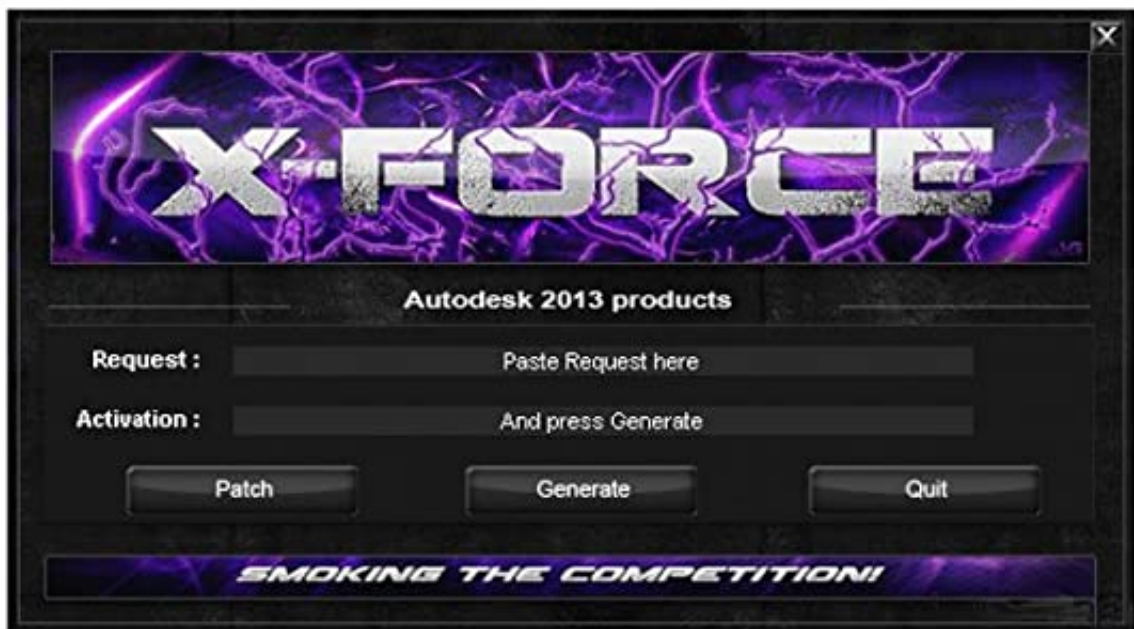 X-FORCE
Autodesk 2013 products
Request : Paste Request here
Activation : And press Generate
Patch Generate Quit
SMOKING THE COMPETITION!